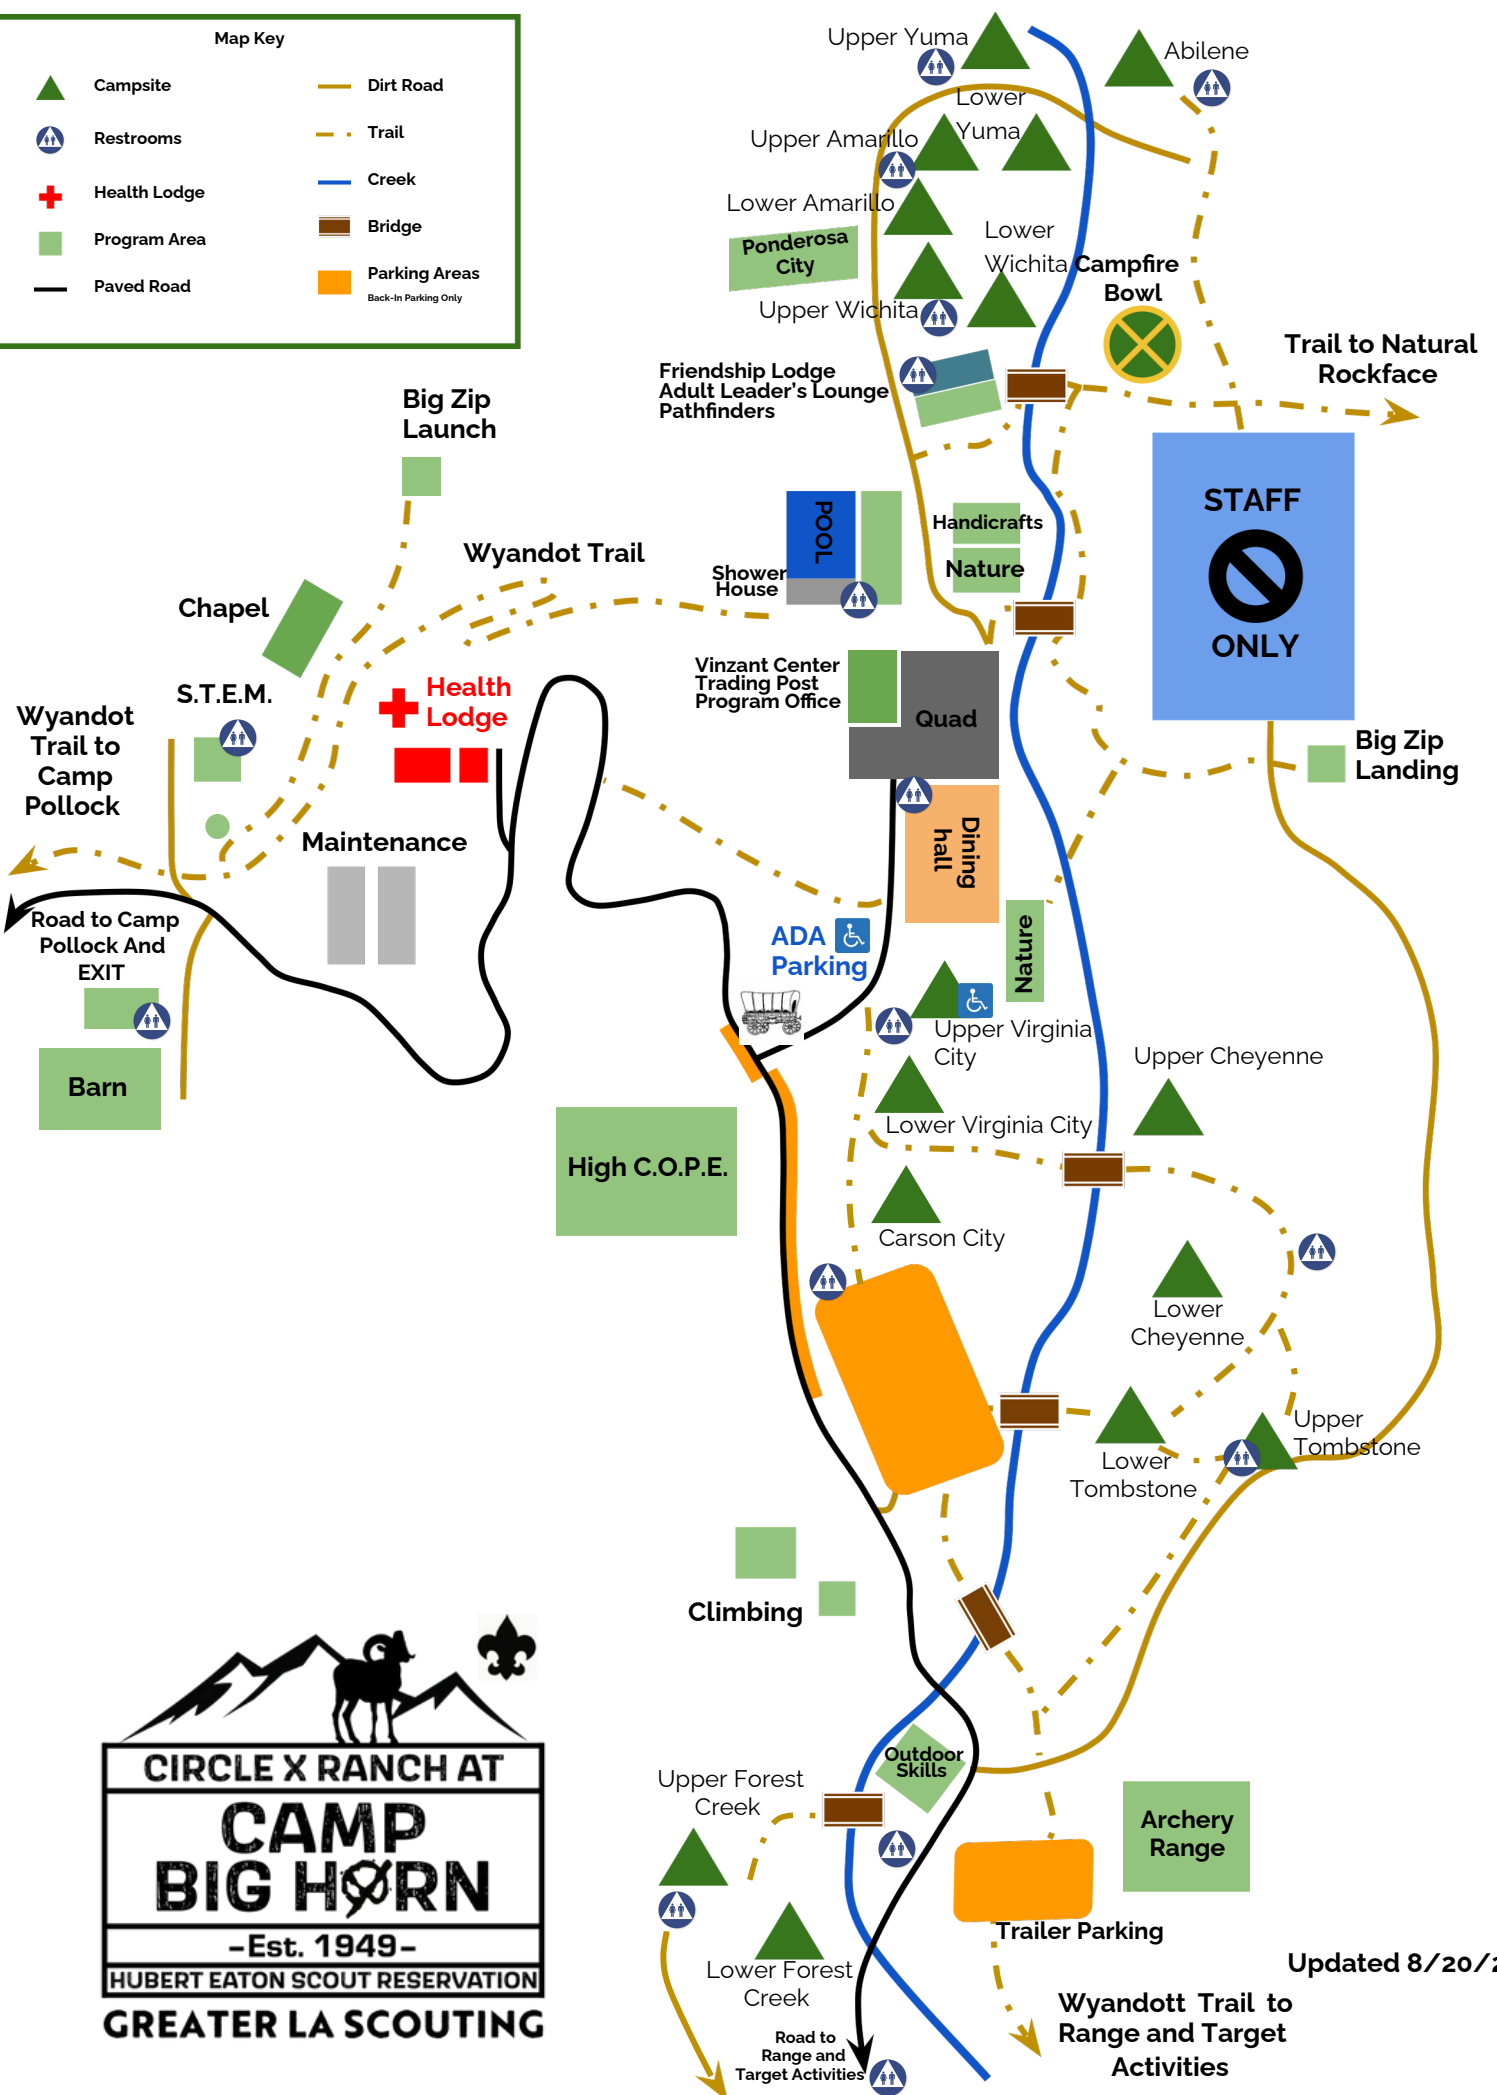 Map Key
Campsite
Restrooms
Health Lodge
Program Area
Paved Road
Dirt Road
Trail
Creek
Bridge
Parking Areas
Back-In Parking Only
Upper Yuma
Abilene
Lower
Yuma
Upper Amarillo
Lower Amarillo
Ponderosa
City
Lower
Wichita
Campfire
Bowl
Upper Wichita
Trail to Natural
Rockface
Friendship Lodge
Adult Leader's Lounge
Pathfinders
Big Zip
Launch
STAFF
ONLY
POOL
Handicrafts
Nature
Wyandot Trail
Shower
House
Chapel
Vinzant Center
Trading Post
Program Office
Quad
S.T.E.M.
Health
Lodge
Wyandot
Trail to
Camp
Pollock
Big Zip
Landing
Maintenance
Dining
hall
Road to Camp
Pollock And
EXIT
ADA
Parking
Nature
Upper Virginia
City
Upper Cheyenne
Barn
Lower Virginia City
High C.O.P.E.
Carson City
Lower
Cheyenne
Upper
Tombstone
Lower
Tombstone
Climbing
Outdoor
Skills
Upper Forest
Creek
Archery
Range
Trailer Parking
Lower Forest
Creek
Updated 8/20/2
Wyandott Trail to
Range and Target
Activities
Road to
Range and
Target Activities
CIRCLE X RANCH AT
CAMP
BIG HORN
-Est. 1949-
HUBERT EATON SCOUT RESERVATION
GREATER LA SCOUTING